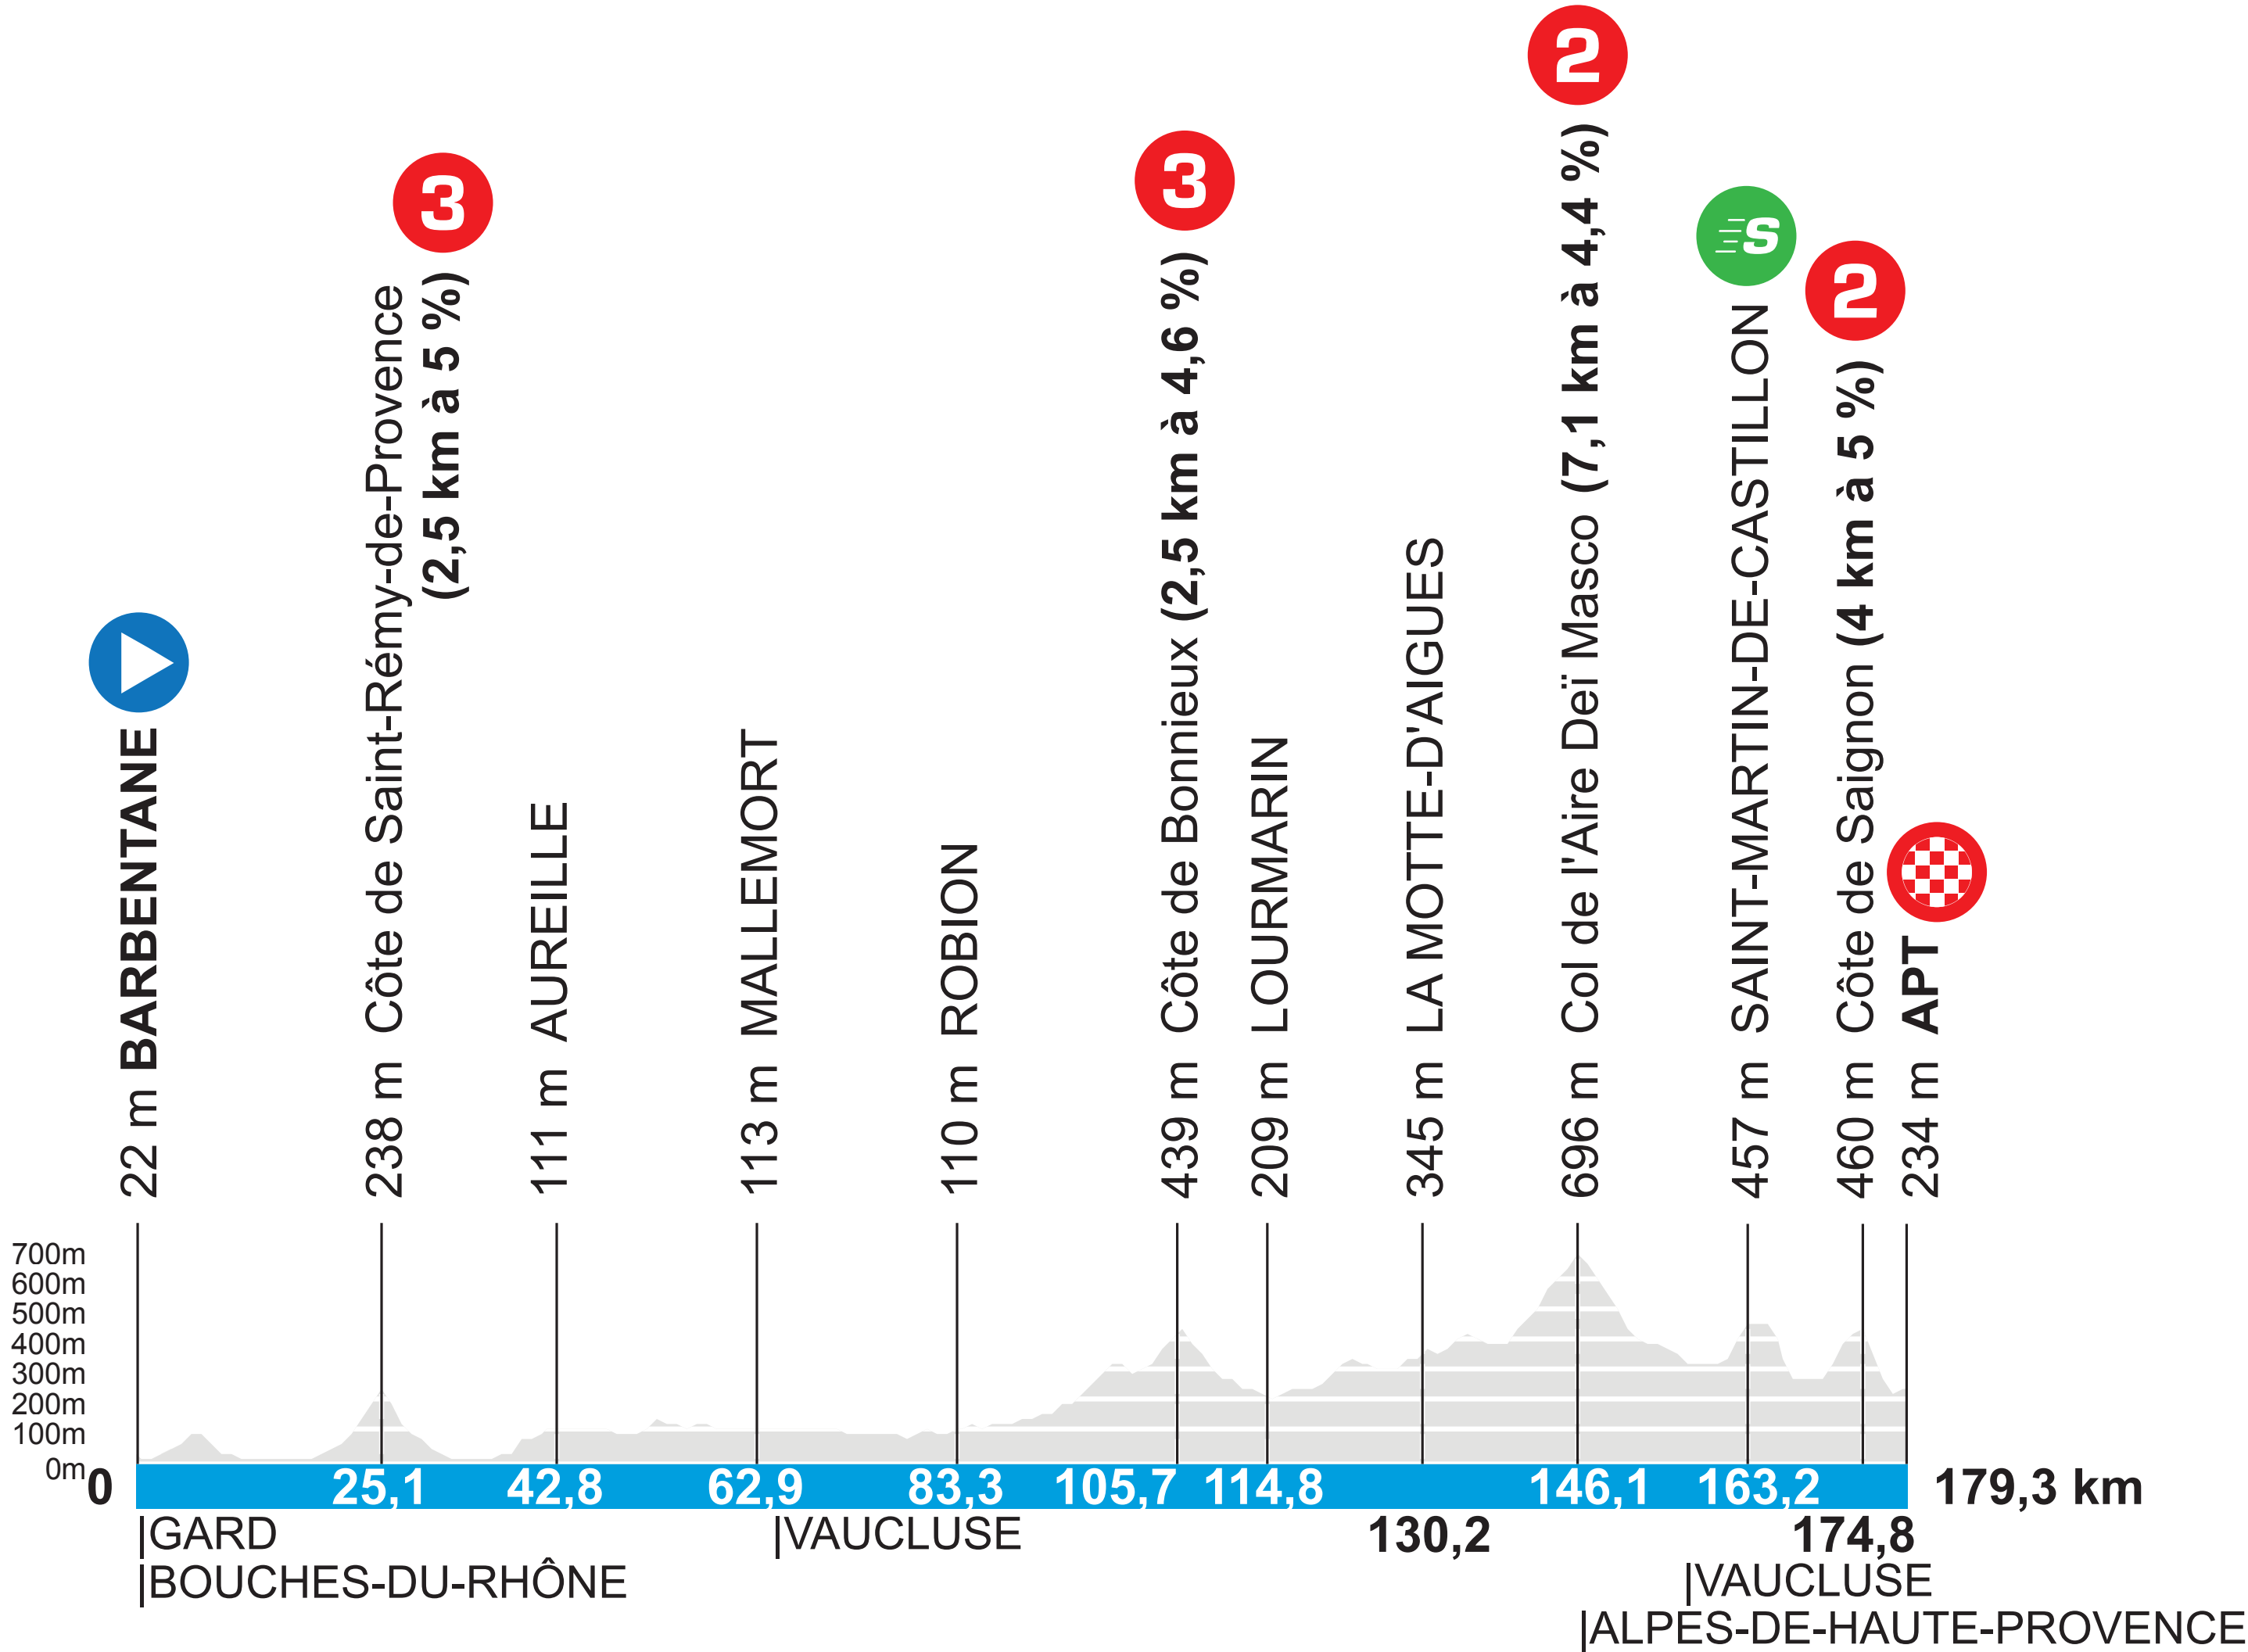 3
3
2
S
2
22 m BARBENTANE
238 m Côte de Saint-Rémy-de-Provence
(2,5 km à 5 %)
111 m AUREILLE
113 m MALLEMORT
110 m ROBION
439 m Côte de Bonnieux (2,5 km à 4,6 %)
209 m LOURMARIN
345 m LA MOTTE-D'AIGUES
696 m Col de l'Aire Deï Masco (7,1 km à 4,4 %)
457 m SAINT-MARTIN-DE-CASTILLON
460 m Côte de Saignon (4 km à 5 %)
234 m APT
700m
600m
500m
400m
300m
200m
100m
0m
0 25,1 42,8 62,9 83,3 105,7 114,8 146,1 163,2 179,3 km
|GARD |VAUCLUSE 130,2 174,8
|BOUCHES-DU-RHÔNE |VAUCLUSE
|ALPES-DE-HAUTE-PROVENCE